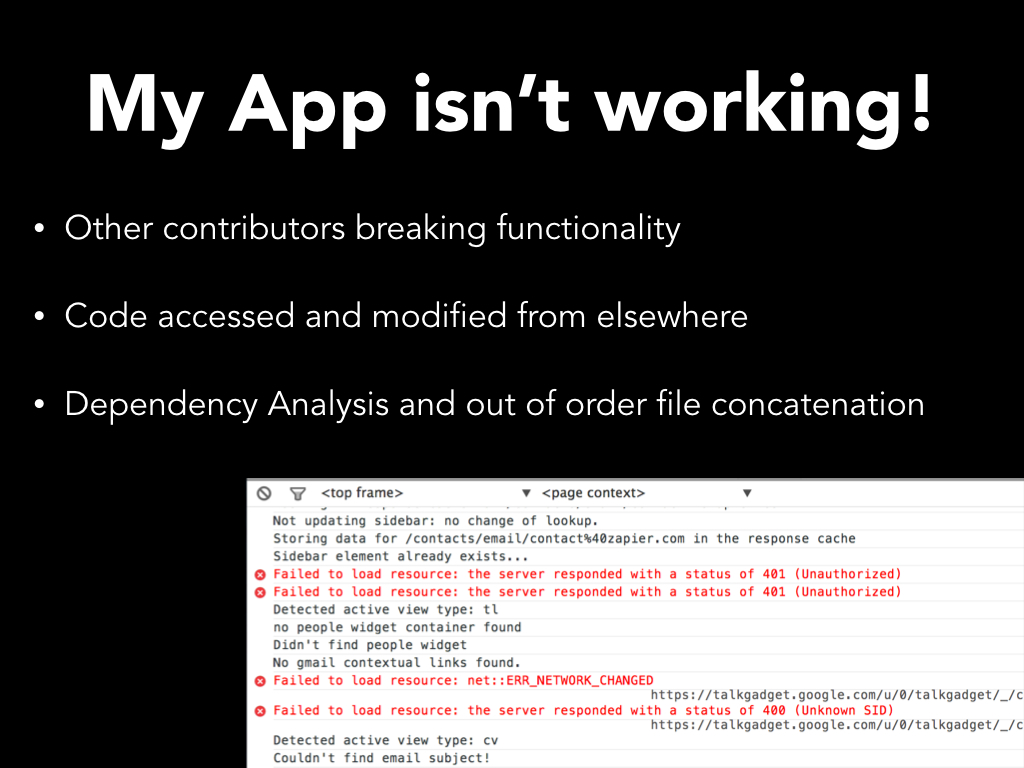 My App isn’t working!
• Other contributors breaking functionality
• Code accessed and modified from elsewhere
• Dependency Analysis and out of order file concatenation
<top frame> ▼ <page context> ▼
Not updating sidebar: no change of lookup.
Storing data for /contacts/email/contact%40zapier.com in the response cache
Sidebar element already exists...
Failed to load resource: the server responded with a status of 401 (Unauthorized)
Failed to load resource: the server responded with a status of 401 (Unauthorized)
Detected active view type: tl
no people widget container found
Didn't find people widget
No gmail contextual links found.
Failed to load resource: net::ERR_NETWORK_CHANGED
https://talkgadget.google.com/u/0/talkgadget/_/c
Failed to load resource: the server responded with a status of 400 (Unknown SID)
https://talkgadget.google.com/u/0/talkgadget/_/c
Detected active view type: cv
Couldn't find email subject!